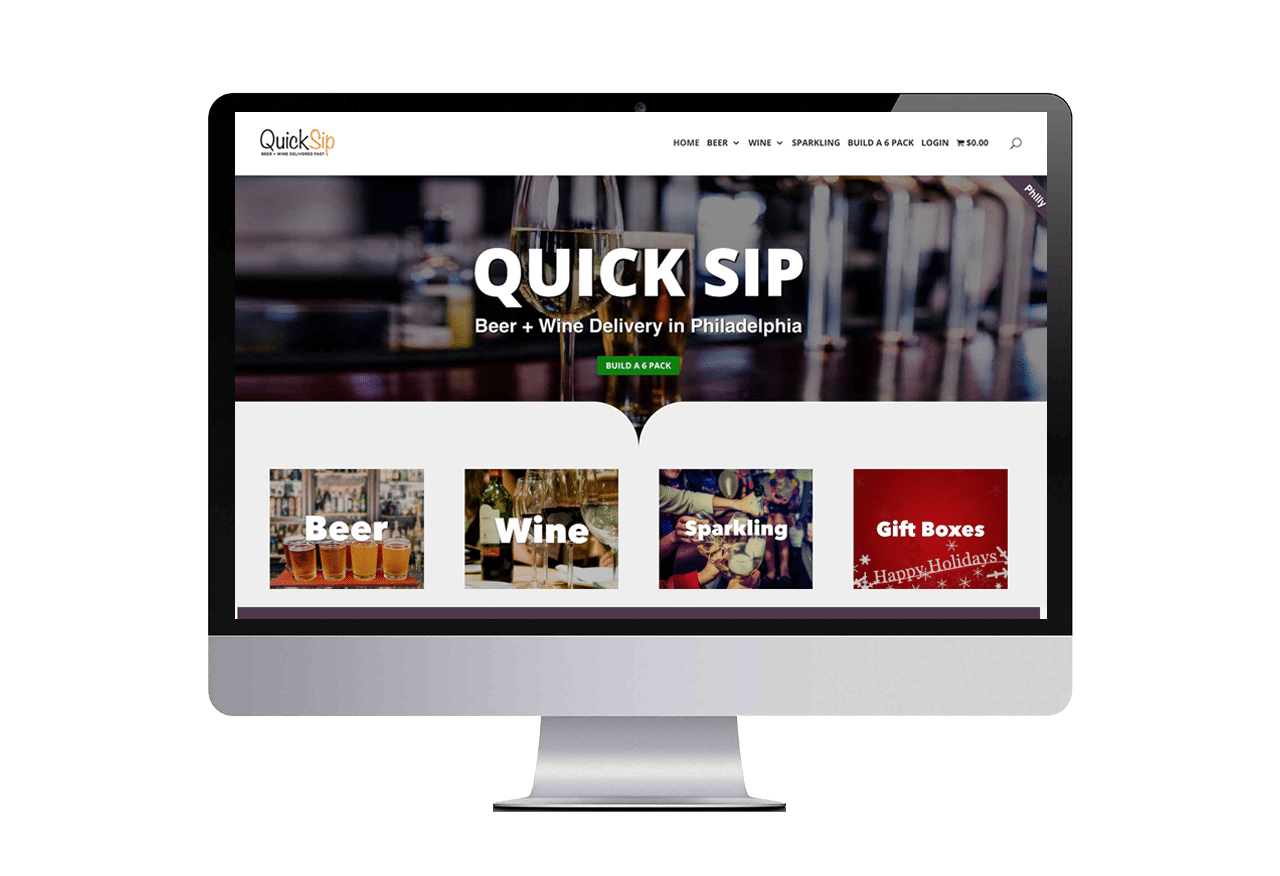 QuickSip
BEER + WINE DELIVERED FAST
HOME BEER WINE SPARKLING BUILD A 6 PACK LOGIN $0.00
Philly
QUICK SIP
Beer + Wine Delivery in Philadelphia
BUILD A 6 PACK
Beer
Wine
Sparkling
Gift Boxes
Happy Holidays